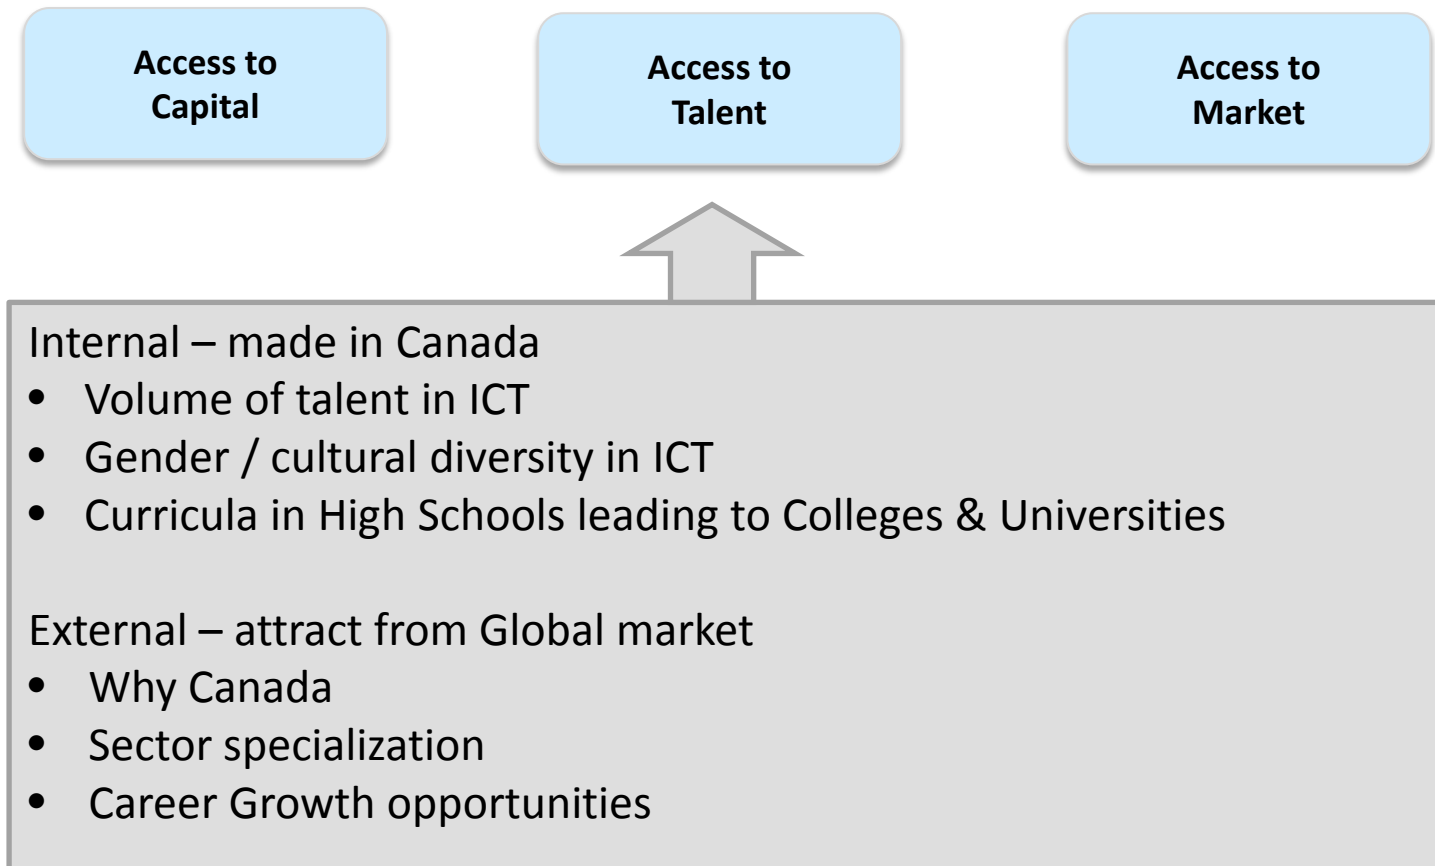 Access to
Capital
Access to
Talent
Access to
Market
Internal – made in Canada
• Volume of talent in ICT
• Gender / cultural diversity in ICT
• Curricula in High Schools leading to Colleges & Universities
External – attract from Global market
• Why Canada
• Sector specialization
• Career Growth opportunities